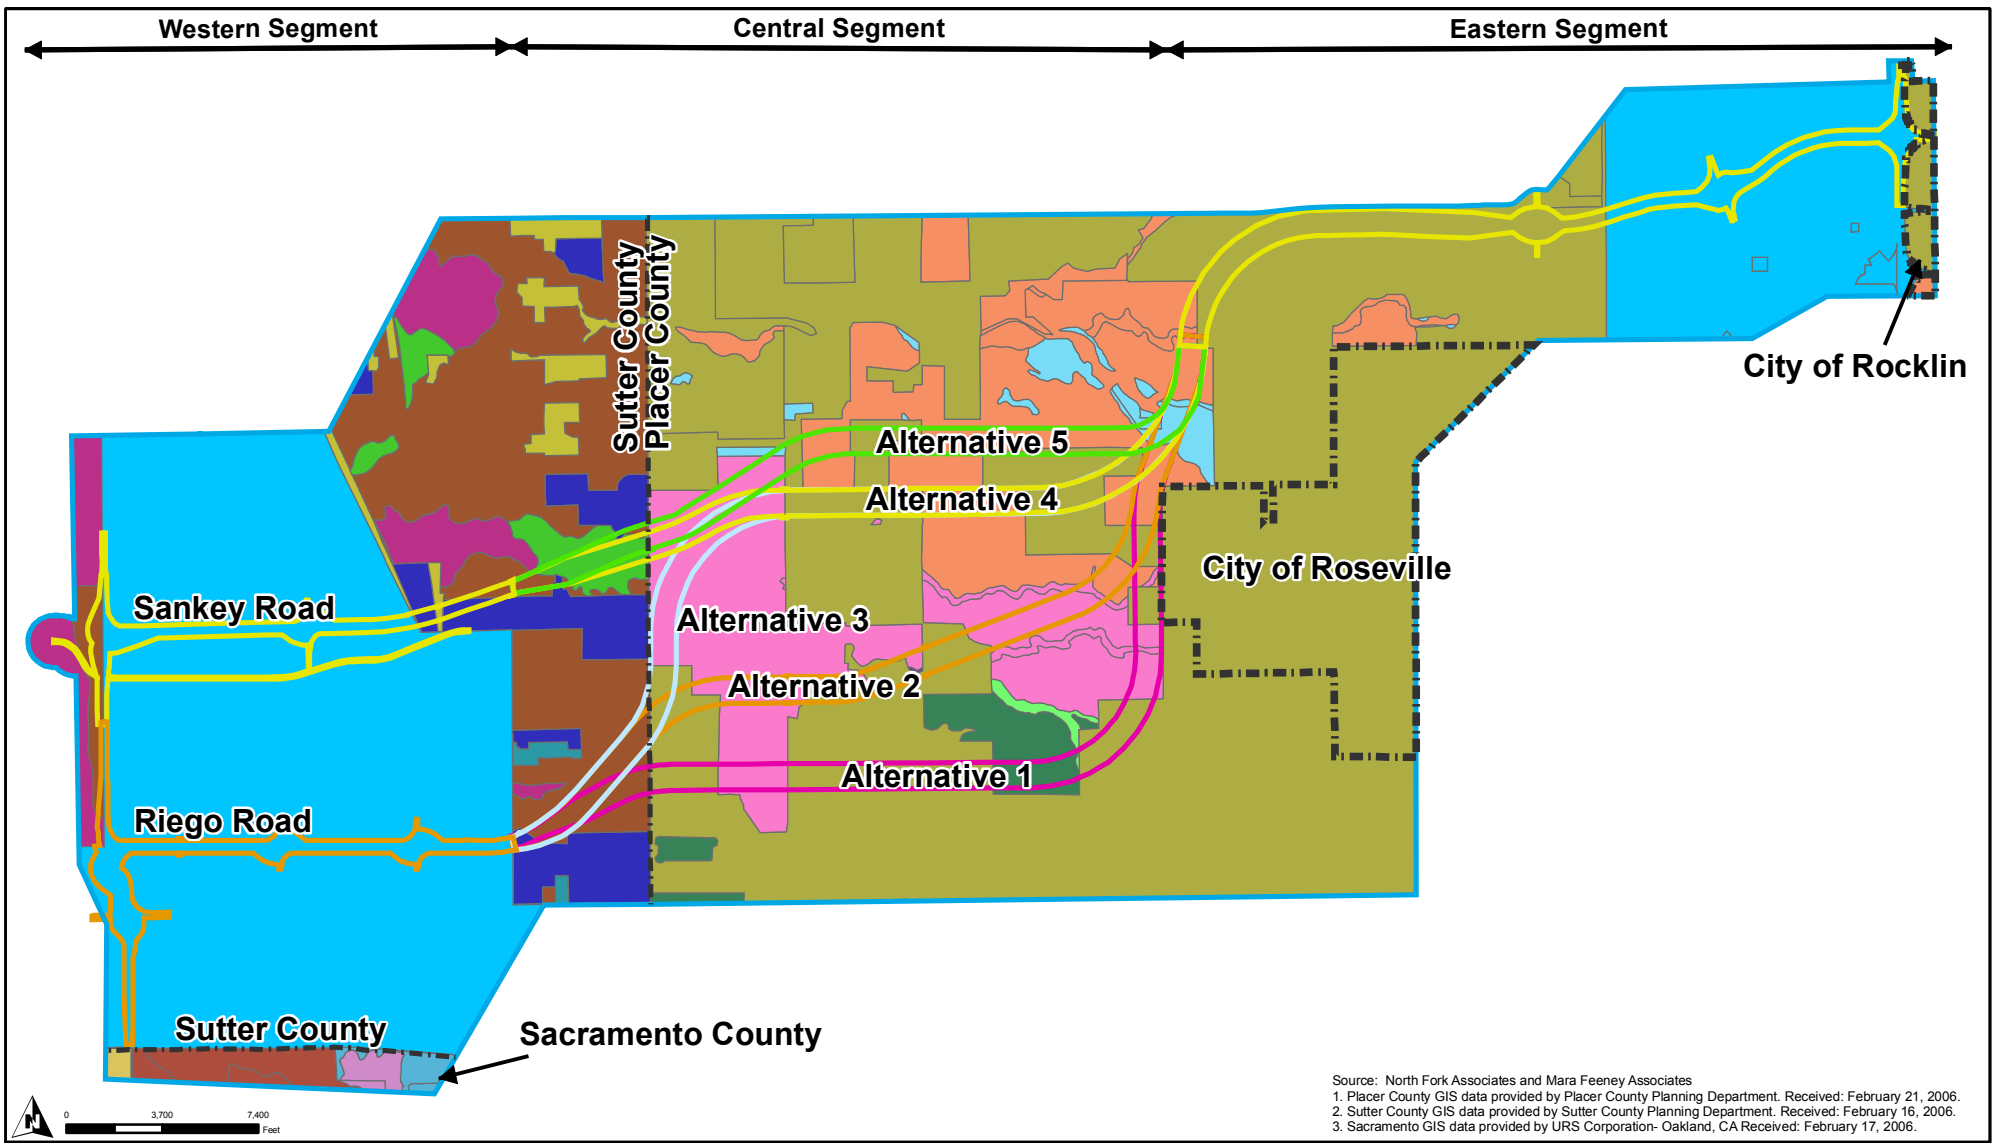 Western Segment
Central Segment
Eastern Segment
Sutter County
Placer County
City of Rocklin
Alternative 5
Alternative 4
City of Roseville
Sankey Road
Alternative 3
Alternative 2
Alternative 1
Riego Road
Sutter County
Sacramento County
N
0 3,700 7,400
Feet
Source: North Fork Associates and Mara Feeney Associates
1. Placer County GIS data provided by Placer County Planning Department. Received: February 21, 2006.
2. Sutter County GIS data provided by Sutter County Planning Department. Received: February 16, 2006.
3. Sacramento GIS data provided by URS Corporation- Oakland, CA Received: February 17, 2006.